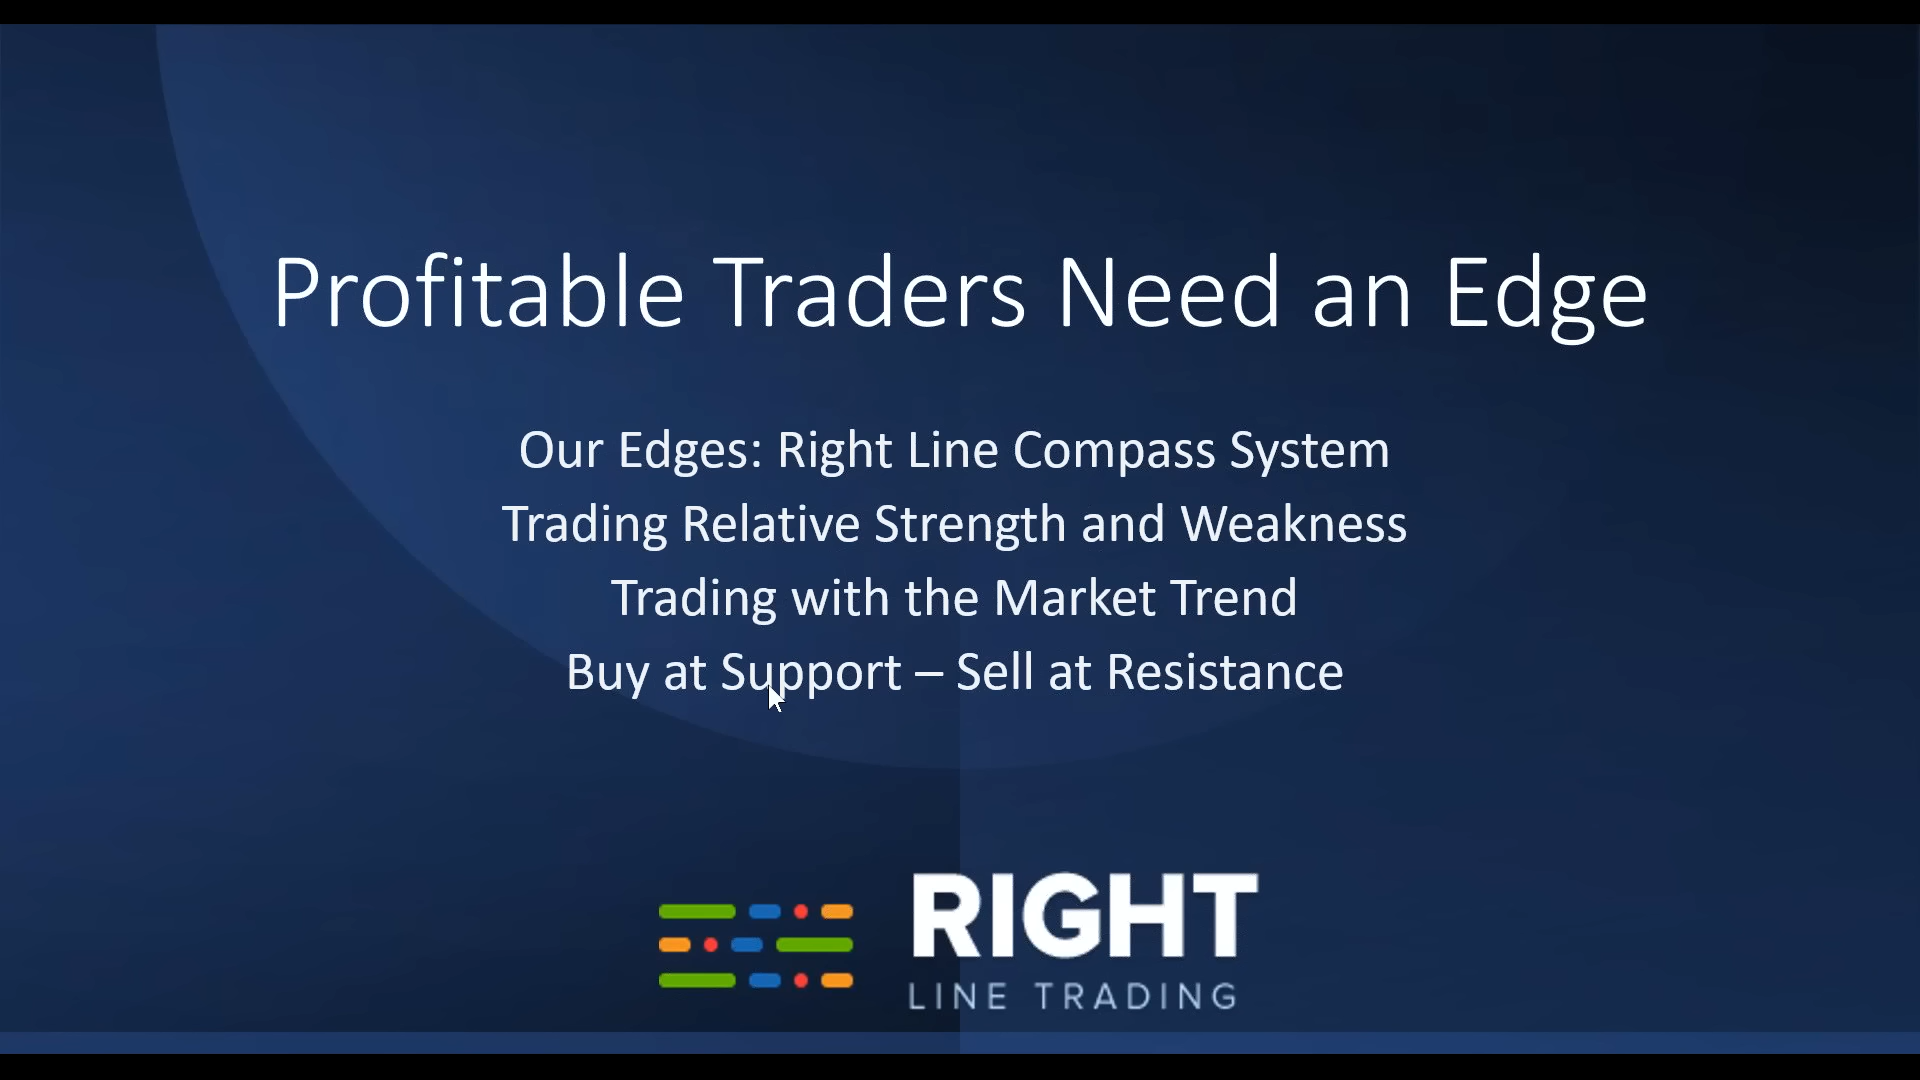 Profitable Traders Need an Edge
Our Edges: Right Line Compass System
Trading Relative Strength and Weakness
Trading with the Market Trend
Buy at Support – Sell at Resistance
RIGHT
LINE TRADING